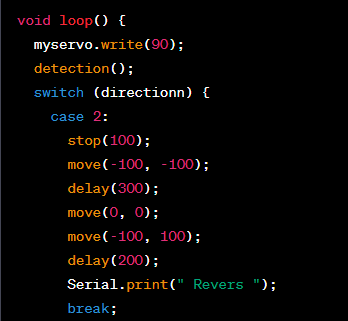 void loop() {
myservo.write(90);
detection();
switch (directionn) {
case 2:
stop(100);
move(-100, -100);
delay(300);
move(0, 0);
move(-100, 100);
delay(200);
Serial.print(" Revers ");
break;